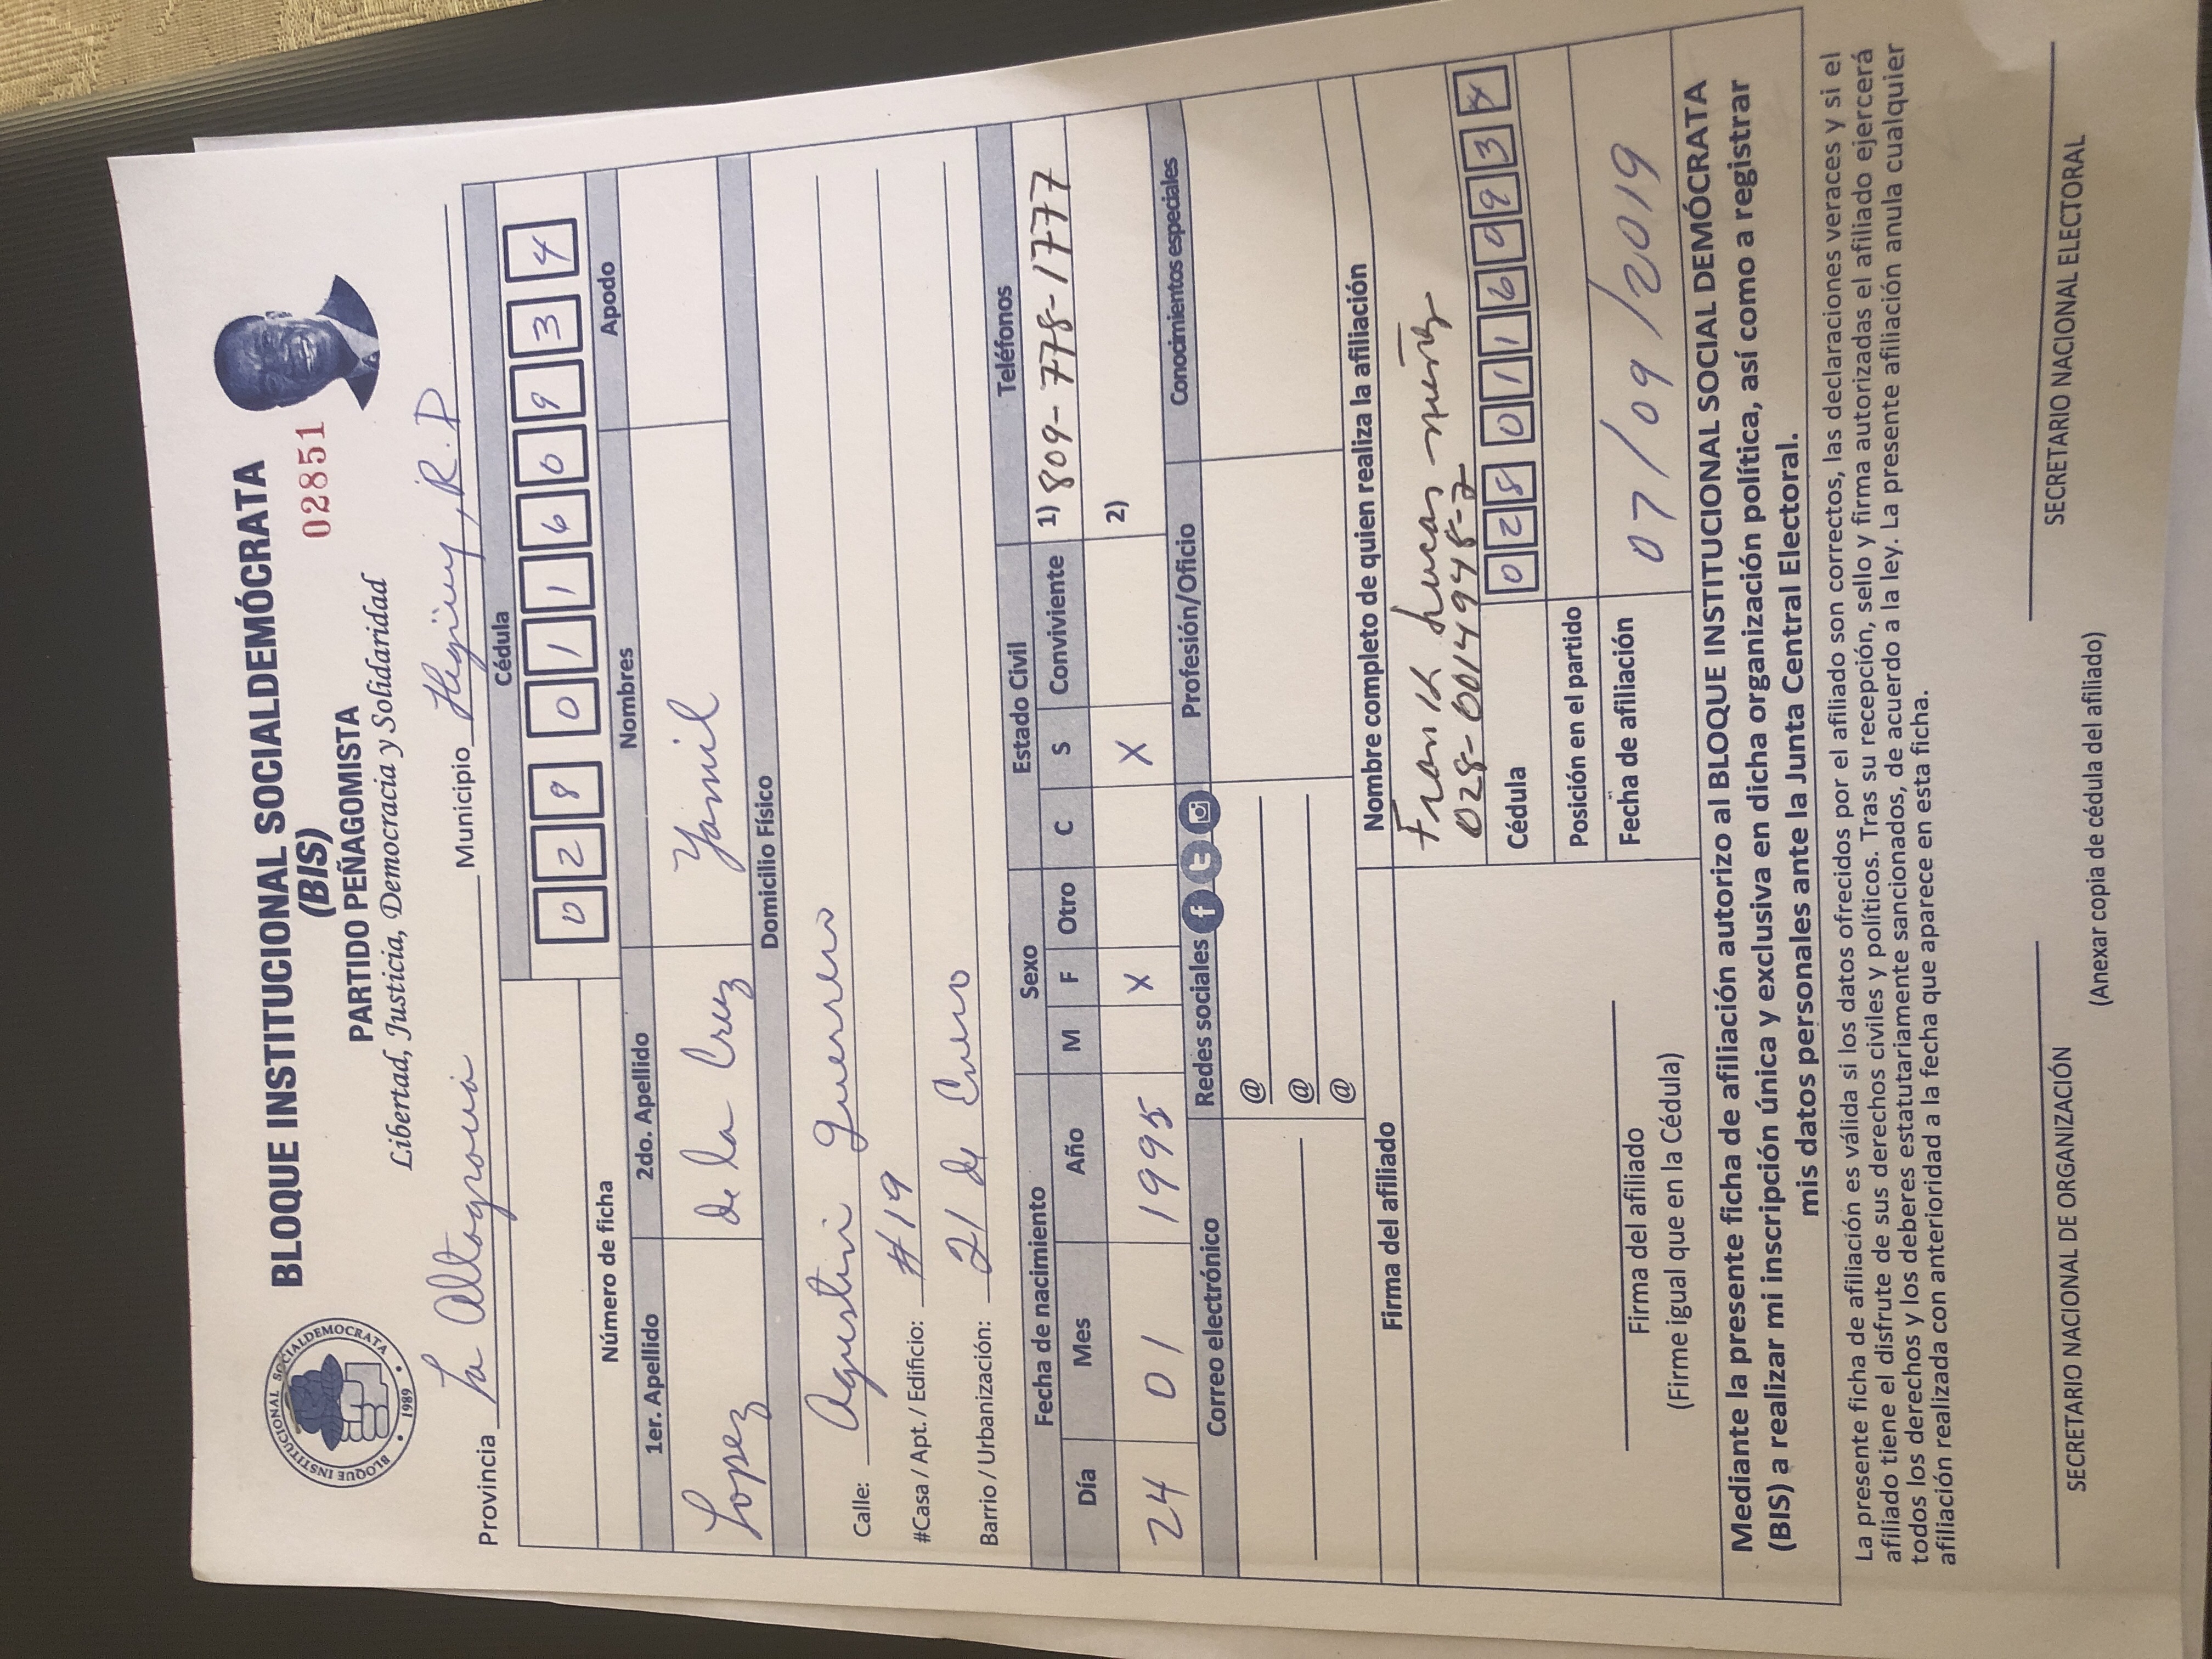 BLOQUE INSTITUCIONAL SOCIALDEMÓCRATA
(BIS)
02851
PARTIDO PEÑAGOMISTA
Libertad, Justicia, Democracia y Solidaridad
BLOQUE INSTITUCIONAL SOCIALDEMOCRATA • 1989 •
Provincia La Altagracia Municipio Higüey, R.D
Cédula
0 2 8 0 1 1 6 0 9 3 4
Número de ficha Nombres Apodo
1er. Apellido 2do. Apellido
Lopez de la Cruz Yamil
Domicilio Físico
Calle: Agustin Guerrero
#Casa / Apt. / Edificio: #19
Barrio / Urbanización: 21 de Enero
Fecha de nacimiento Sexo Estado Civil Teléfonos
Día Mes Año M F Otro C S Conviviente 1) 809-778-1777
24 01 1995 X X 2)
Correo electrónico Redes sociales Profesión/Oficio Conocimientos especiales
@
@
@
Firma del afiliado Nombre completo de quien realiza la afiliación
Frank Lucas nuñez
028-0014948-7
Cédula 0 2 8 0 1 1 6 0 9 3 4
Posición en el partido
Fecha de afiliación 07/09/2019
Firma del afiliado
(Firme igual que en la Cédula)
Mediante la presente ficha de afiliación autorizo al BLOQUE INSTITUCIONAL SOCIAL DEMÓCRATA
(BIS) a realizar mi inscripción única y exclusiva en dicha organización política, así como a registrar
mis datos personales ante la Junta Central Electoral.
La presente ficha de afiliación es válida si los datos ofrecidos por el afiliado son correctos, las declaraciones veraces y si el
afiliado tiene el disfrute de sus derechos civiles y políticos. Tras su recepción, sello y firma autorizadas el afiliado ejercerá
todos los derechos y los deberes estatutariamente sancionados, de acuerdo a la ley. La presente afiliación anula cualquier
afiliación realizada con anterioridad a la fecha que aparece en esta ficha.
SECRETARIO NACIONAL DE ORGANIZACIÓN SECRETARIO NACIONAL ELECTORAL
(Anexar copia de cédula del afiliado)